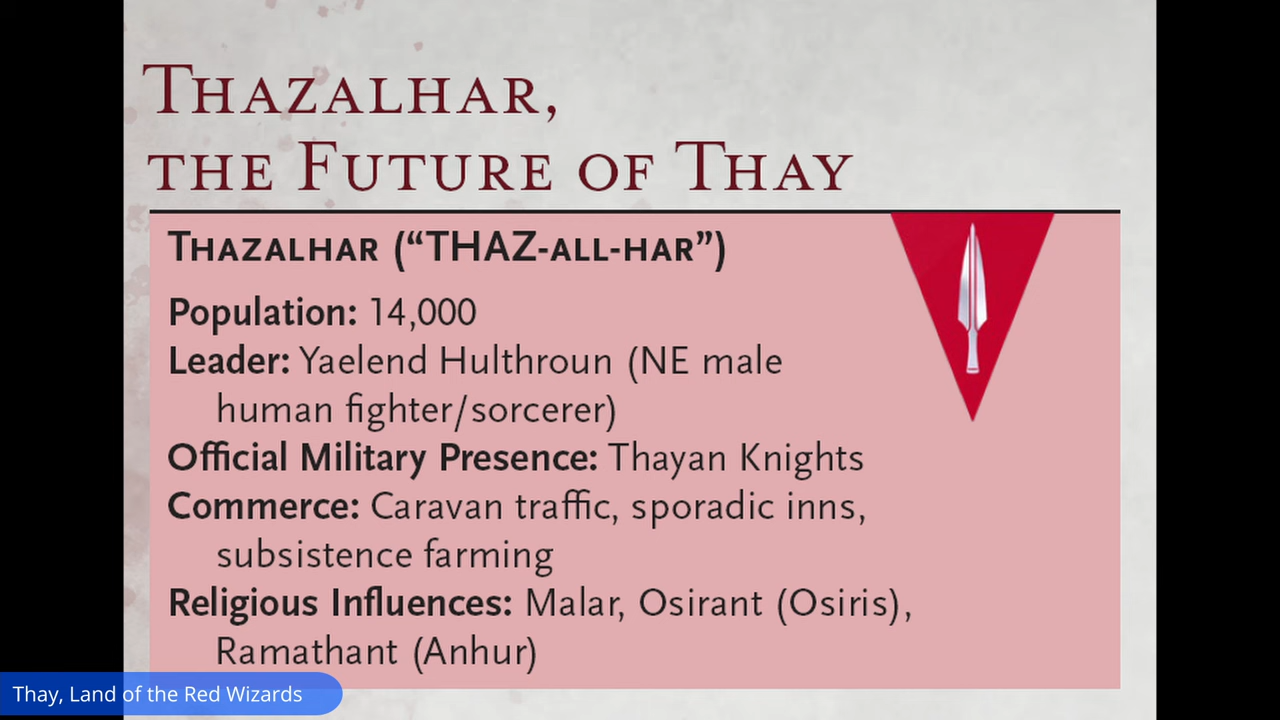 Thazalhar,
the Future of Thay
Thazalhar (“THAZ-all-har”)
Population: 14,000
Leader: Yaelend Hulthroun (NE male
human fighter/sorcerer)
Official Military Presence: Thayan Knights
Commerce: Caravan traffic, sporadic inns,
subsistence farming
Religious Influences: Malar, Osirant (Osiris),
Ramathant (Anhur)
Thay, Land of the Red Wizards